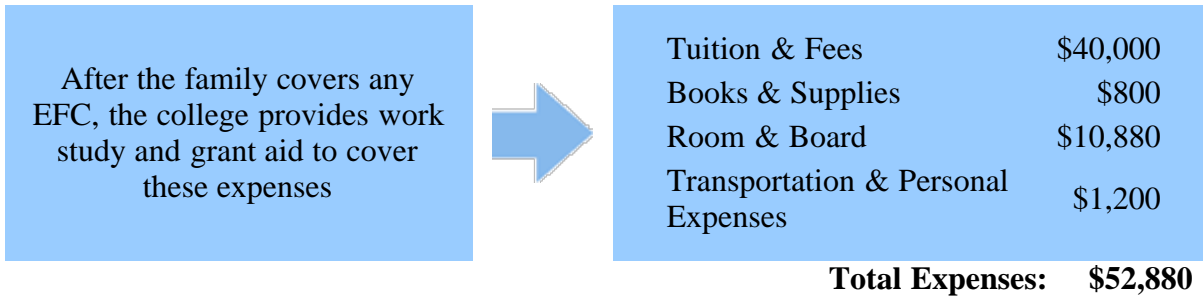 After the family covers any
EFC, the college provides work
study and grant aid to cover
these expenses
Tuition & Fees $40,000
Books & Supplies $800
Room & Board $10,880
Transportation & Personal
Expenses $1,200
Total Expenses: $52,880